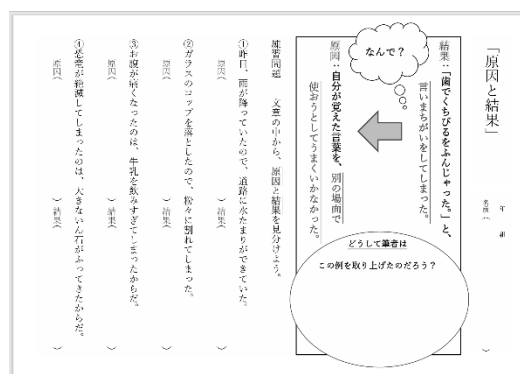 「原因と結果」
年　組
名前（　　　）
結果：「歯でくちびるをふんじゃった。」と、
言いまちがいをしてしまった。
なんで？
原因：自分が覚えた言葉を、別の場面で
使おうとしてうまくいかなかった。
どうして筆者は
この例を取り上げたのだろう？
練習問題　文章の中から、原因と結果を見分けよう。
①昨日、雨が降っていたので、道路に水たまりができていた。
原因（　　　）結果（　　　）
②ガラスのコップを落としたので、粉々に割れてしまった。
原因（　　　）結果（　　　）
③お腹が痛くなったのは、牛乳を飲みすぎてしまったからだ。
原因（　　　）結果（　　　）
④恐竜が絶滅してしまったのは、大きないん石がふってきたからだ。
原因（　　　）結果（　　　）